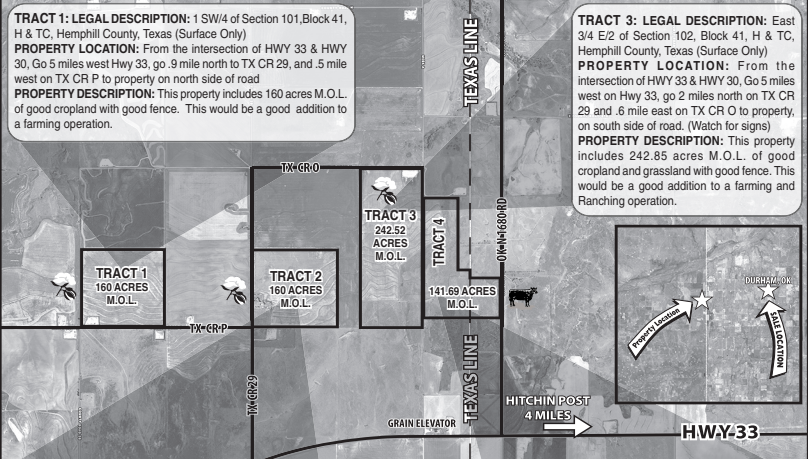 TRACT 1: LEGAL DESCRIPTION: 1 SW/4 of Section 101,Block 41,
H & TC, Hemphill County, Texas (Surface Only)
PROPERTY LOCATION: From the intersection of HWY 33 & HWY
30, Go 5 miles west Hwy 33, go .9 mile north to TX CR 29, and .5 mile
west on TX CR P to property on north side of road
PROPERTY DESCRIPTION: This property includes 160 acres M.O.L.
of good cropland with good fence. This would be a good addition to
a farming operation.
TEXAS LINE
TRACT 3: LEGAL DESCRIPTION: East
3/4 E/2 of Section 102, Block 41, H & TC,
Hemphill County, Texas (Surface Only)
PROPERTY LOCATION: From the
intersection of HWY 33 & HWY 30, Go 5 miles
west on Hwy 33, go 2 miles north on TX CR
29 and .6 mile east on TX CR O to property,
on south side of road. (Watch for signs)
PROPERTY DESCRIPTION: This property
includes 242.85 acres M.O.L. of good
cropland and grassland with good fence. This
would be a good addition to a farming and
Ranching operation.
TX CR O
TRACT 3
242.52
ACRES
M.O.L.
TRACT 4
OK N 1680 RD
TRACT 1
160 ACRES
M.O.L.
TRACT 2
160 ACRES
M.O.L.
141.69 ACRES
M.O.L.
DURHAM, OK
Property Location
SALE LOCATION
TX CR P
TX CR 29
TEXAS LINE
GRAIN ELEVATOR
HITCHIN POST
4 MILES
HWY 33